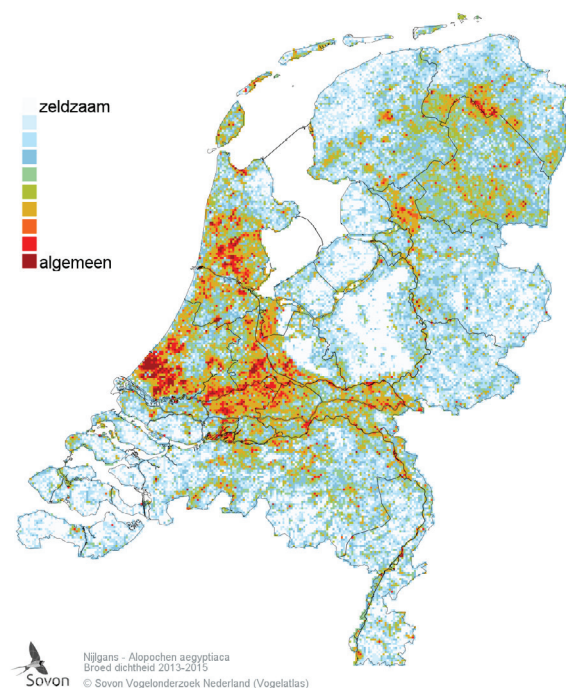 zeldzaam
algemeen
Nijlgans - Alopochen aegyptiaca
Broed dichtheid 2013-2015
© Sovon Vogelonderzoek Nederland (Vogelatlas)
Sovon